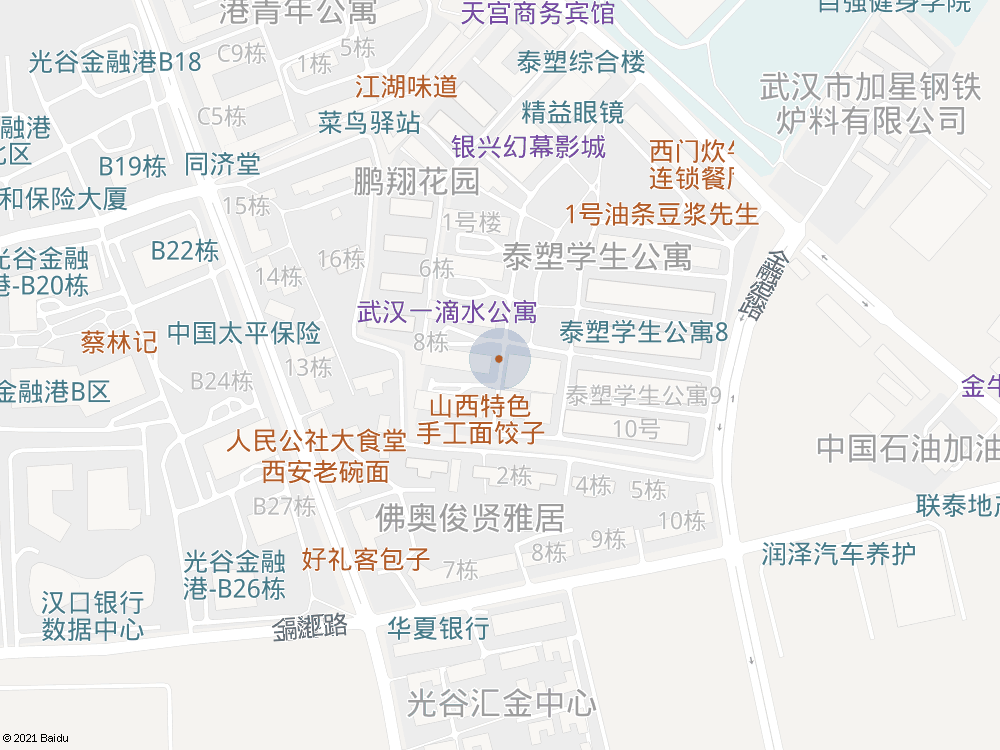 港青年公寓
天宫商务宾馆
自强健身学院
C9栋
5栋
1栋
光谷金融港B18
泰塑综合楼
江湖味道
武汉市加星钢铁
炉料有限公司
C5栋
菜鸟驿站
精益眼镜
融港
银兴幻幕影城
西门炊
连锁餐厅
B19栋
同济堂
鹏翔花园
和保险大厦
15栋
1号楼
1号油条豆浆先生
B22栋
光谷金融
港-B20栋
16栋
6栋
泰塑学生公寓
14栋
金融港路
武汉一滴水公寓
蔡林记
中国太平保险
8栋
泰塑学生公寓8
13栋
B24栋
金融港B区
泰塑学生公寓9
金牛
山西特色
手工面饺子
10号
人民公社大食堂
西安老碗面
中国石油加油
2栋
4栋
5栋
B27栋
佛奥俊贤雅居
10栋
联泰地产
9栋
8栋
7栋
润泽汽车养护
光谷金融
港-B26栋
好礼客包子
汉口银行
数据中心
华夏银行
光谷汇金中心
© 2021 Baidu